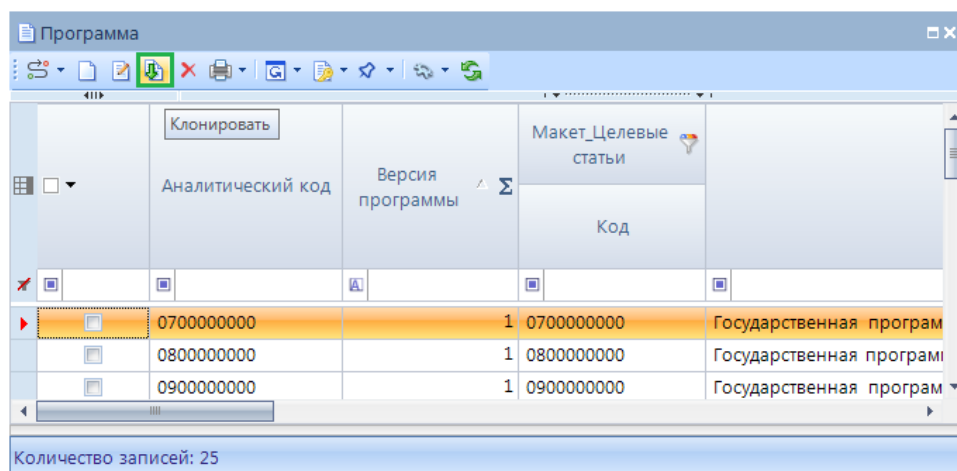 Программа
Клонировать
Аналитический код
Версия
программы
Макет_Целевые
статьи
Код
0700000000 1 0700000000 Государственная програм
0800000000 1 0800000000 Государственная програм
0900000000 1 0900000000 Государственная програм
Количество записей: 25